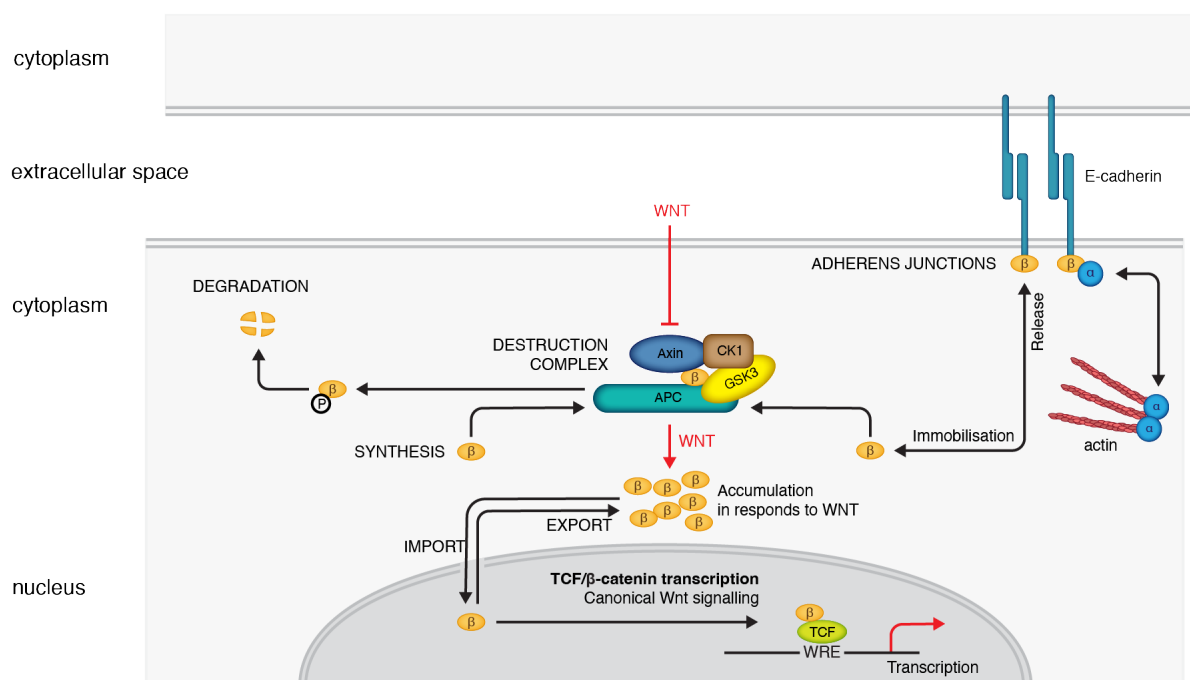 cytoplasm
extracellular space
E-cadherin
WNT
ADHERENS JUNCTIONS
β
β
α
cytoplasm
DEGRADATION
Release
DESTRUCTION
COMPLEX
Axin
CK1
β
GSK3
APC
β
P
α
α
actin
SYNTHESIS
β
WNT
β
Immobilisation
β
β
β
β
β
β
β
Accumulation
in responds to WNT
EXPORT
IMPORT
nucleus
TCF/β-catenin transcription
Canonical Wnt signalling
β
β
TCF
WRE
Transcription